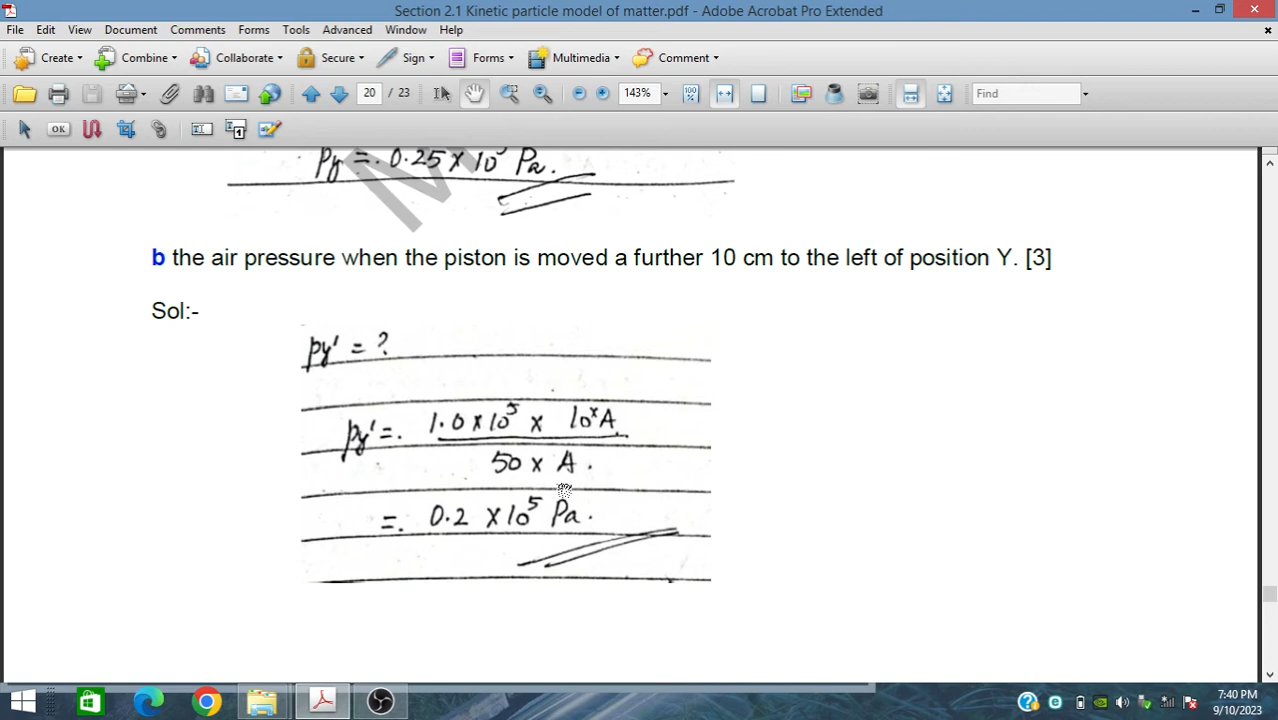 Section 2.1 Kinetic particle model of matter.pdf - Adobe Acrobat Pro Extended
File Edit View Document Comments Forms Tools Advanced Window Help
Create Combine Collaborate Secure Sign Forms Multimedia Comment
20 / 23 143% Find
OK
Py =. 0.25 x 10⁵ Pa.
b the air pressure when the piston is moved a further 10 cm to the left of position Y. [3]
Sol:-
py' = ?
py' =. 1.0 x 10⁵ x 10 x A.
50 x A.
=. 0.2 x 10⁵ Pa.
7:40 PM
9/10/2023